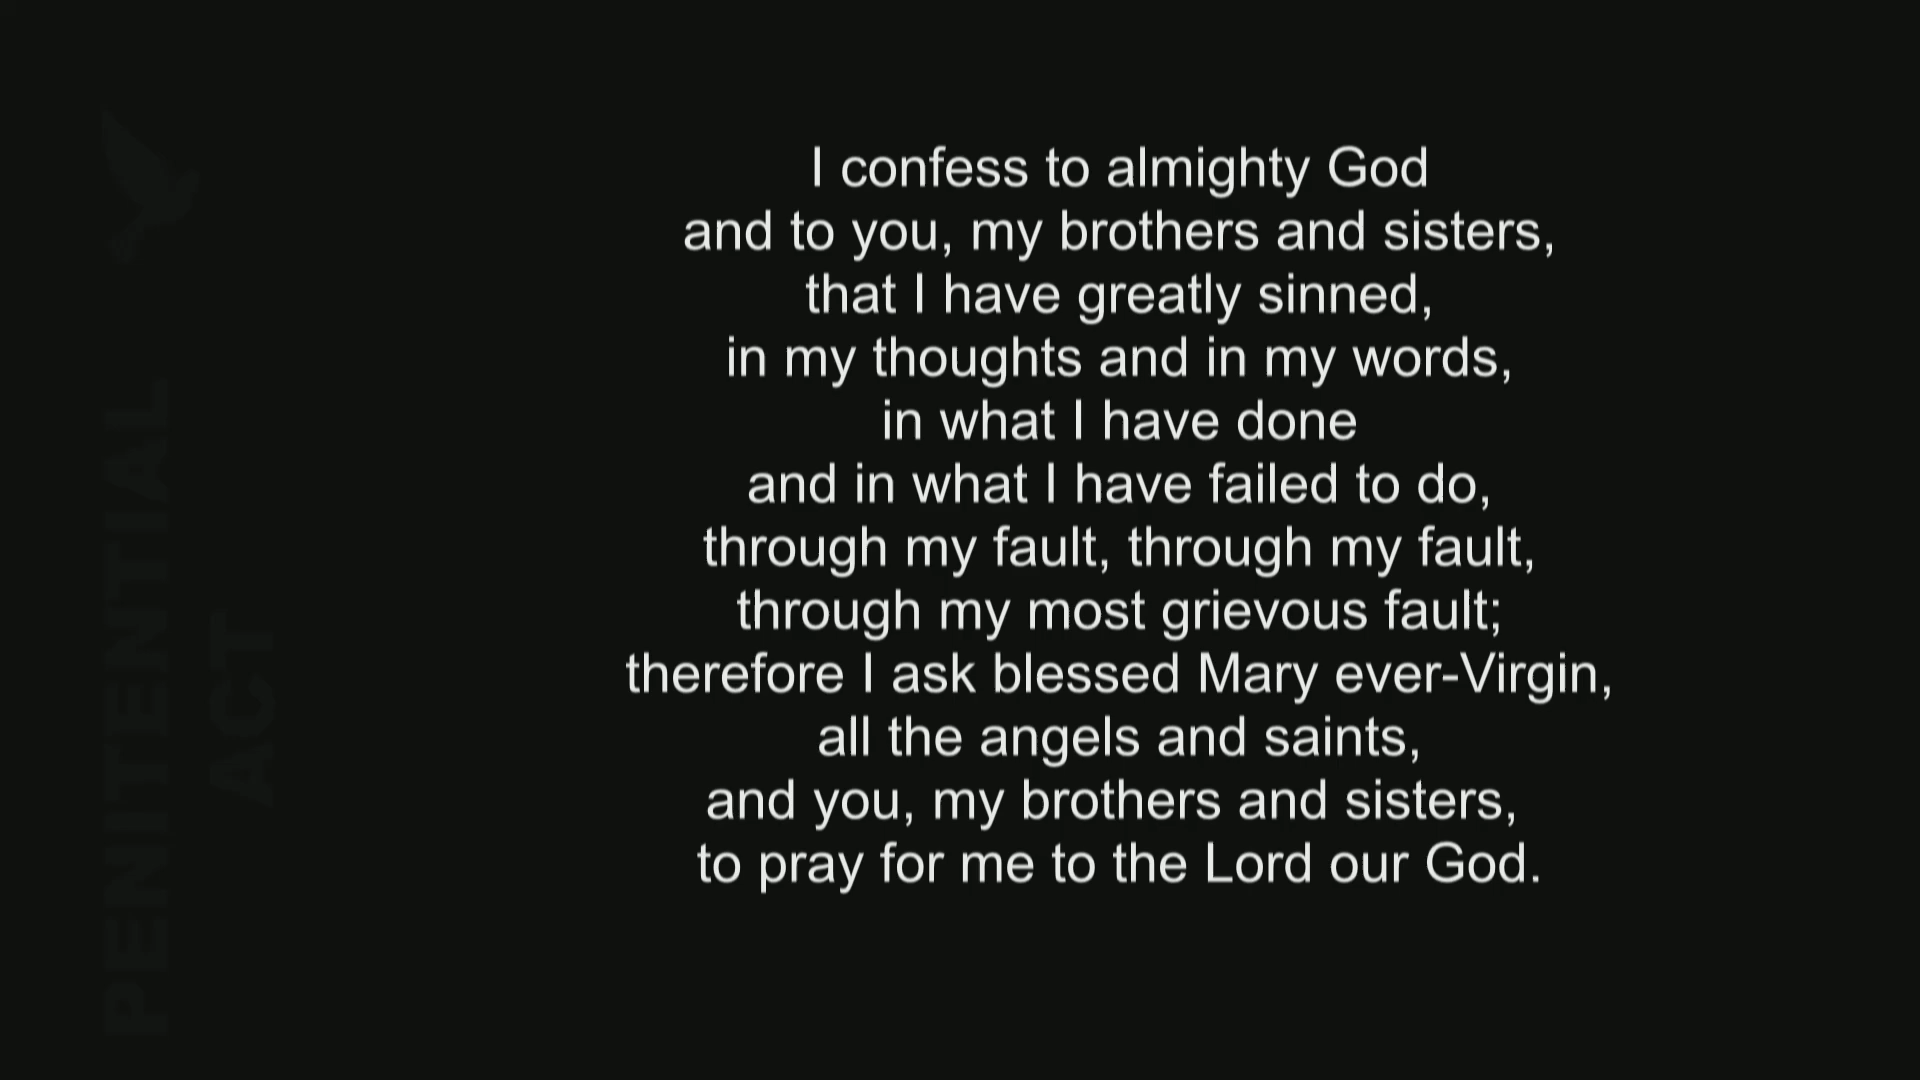 PENITENTIAL
ACT
I confess to almighty God
and to you, my brothers and sisters,
that I have greatly sinned,
in my thoughts and in my words,
in what I have done
and in what I have failed to do,
through my fault, through my fault,
through my most grievous fault;
therefore I ask blessed Mary ever-Virgin,
all the angels and saints,
and you, my brothers and sisters,
to pray for me to the Lord our God.